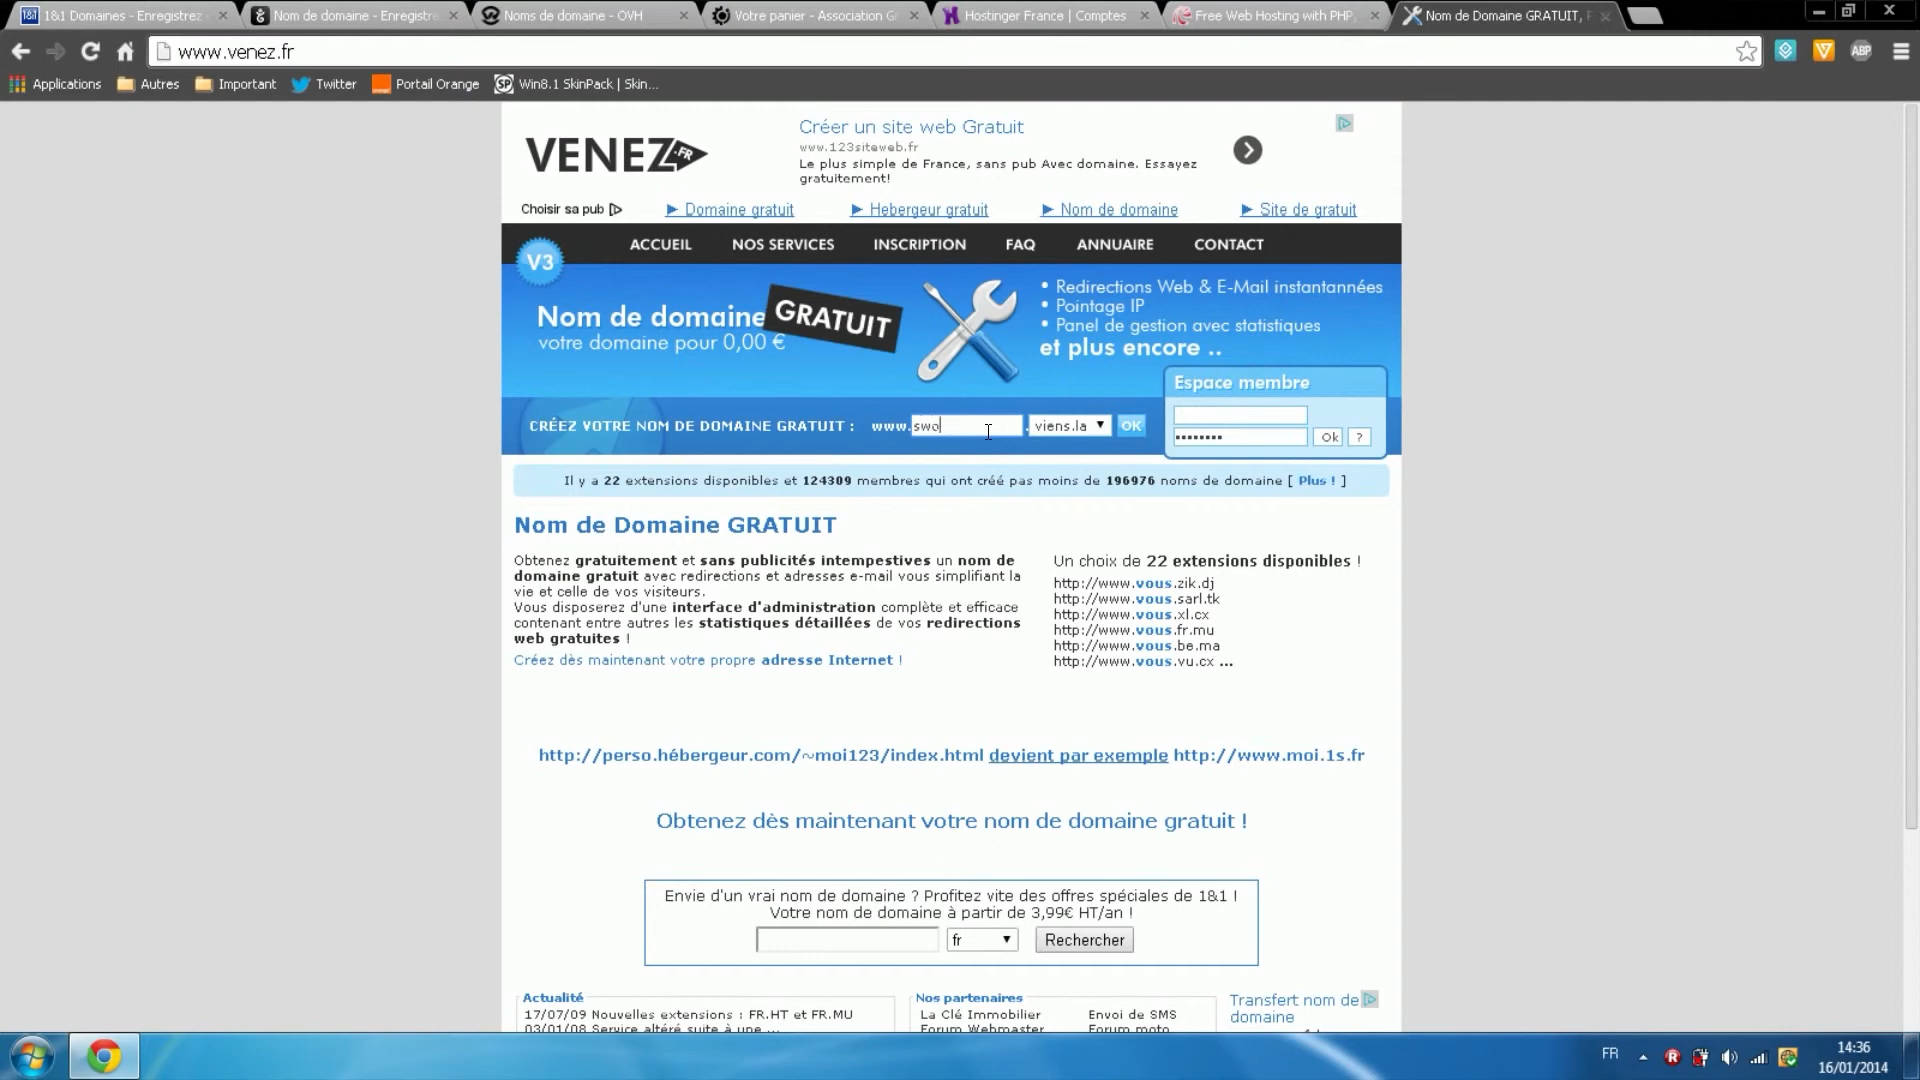 1&1 Domaines - Enregistrez
Nom de domaine - Enregistre
Noms de domaine - OVH
Votre panier - Association G
Hostinger France | Comptes
Free Web Hosting with PHP,
Nom de Domaine GRATUIT,
www.venez.fr
ABP
Applications
Autres
Important
Twitter
Portail Orange
Win8.1 SkinPack | Skin...
VENEZ.FR
Créer un site web Gratuit
www.123siteweb.fr
Le plus simple de France, sans pub Avec domaine. Essayez
gratuitement!
Choisir sa pub
Domaine gratuit
Hebergeur gratuit
Nom de domaine
Site de gratuit
V3
ACCUEIL
NOS SERVICES
INSCRIPTION
FAQ
ANNUAIRE
CONTACT
Nom de domaine GRATUIT
votre domaine pour 0,00 €
• Redirections Web & E-Mail instantannées
• Pointage IP
• Panel de gestion avec statistiques
et plus encore ..
Espace membre
•••••••• Ok ?
CRÉEZ VOTRE NOM DE DOMAINE GRATUIT : www.swo . viens.la OK
Il y a 22 extensions disponibles et 124309 membres qui ont créé pas moins de 196976 noms de domaine [ Plus ! ]
Nom de Domaine GRATUIT
Obtenez gratuitement et sans publicités intempestives un nom de
domaine gratuit avec redirections et adresses e-mail vous simplifiant la
vie et celle de vos visiteurs.
Vous disposerez d'une interface d'administration complète et efficace
contenant entre autres les statistiques détaillées de vos redirections
web gratuites !
Créez dès maintenant votre propre adresse Internet !
Un choix de 22 extensions disponibles !
http://www.vous.zik.dj
http://www.vous.sarl.tk
http://www.vous.xl.cx
http://www.vous.fr.mu
http://www.vous.be.ma
http://www.vous.vu.cx ...
http://perso.hébergeur.com/~moi123/index.html devient par exemple http://www.moi.1s.fr
Obtenez dès maintenant votre nom de domaine gratuit !
Envie d'un vrai nom de domaine ? Profitez vite des offres spéciales de 1&1 !
Votre nom de domaine à partir de 3,99€ HT/an !
fr
Rechercher
Actualité
17/07/09 Nouvelles extensions : FR.HT et FR.MU
03/01/08 Service altéré suite à une ...
Nos partenaires
La Clé Immobilier
Envoi de SMS
Forum Webmaster
Forum moto
Transfert nom de
domaine
FR
14:36
16/01/2014